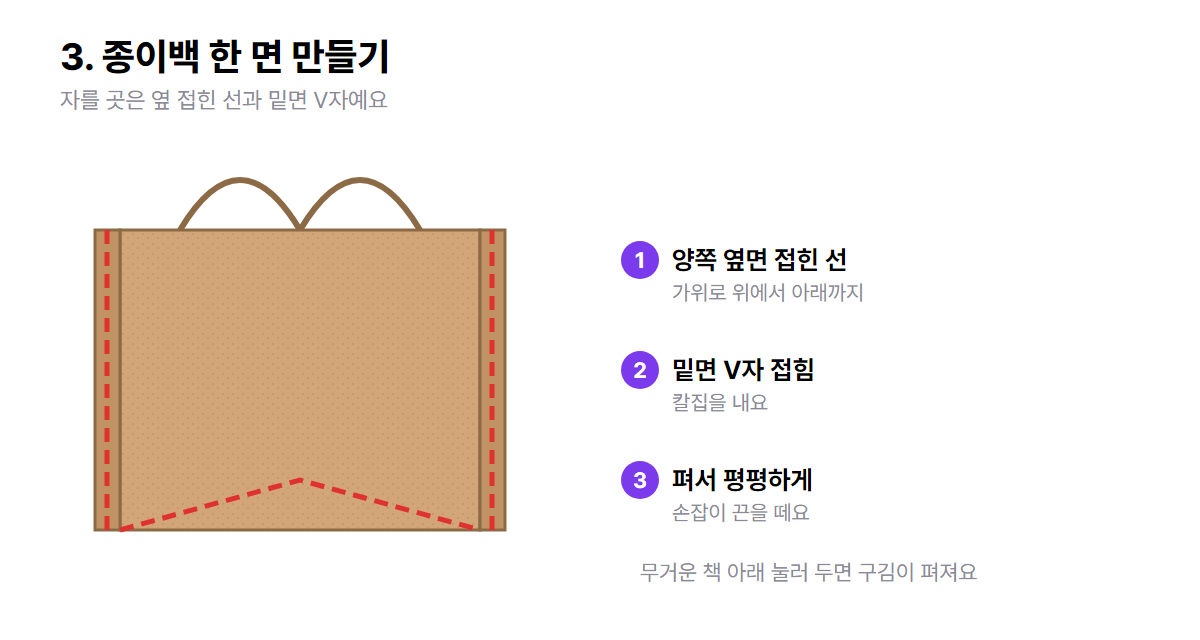 3. 종이백 한 면 만들기
자를 곳은 옆 접힌 선과 밑면 V자예요
1 양쪽 옆면 접힌 선
가위로 위에서 아래까지
2 밑면 V자 접힘
칼집을 내요
3 펴서 평평하게
손잡이 끈을 떼요
무거운 책 아래 눌러 두면 구김이 펴져요